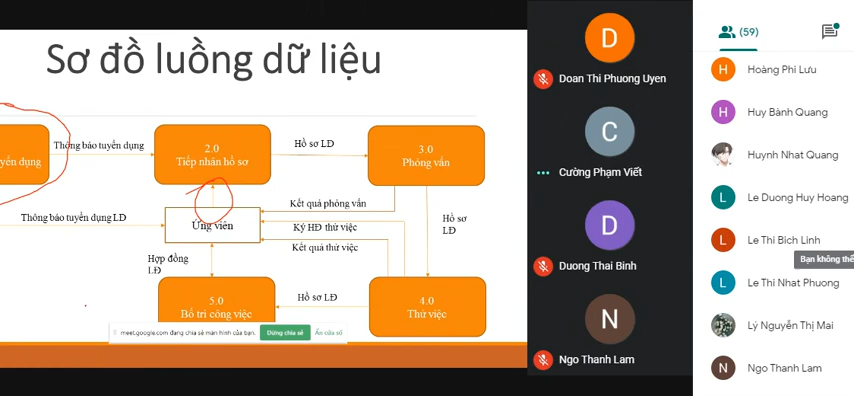 Sơ đồ luồng dữ liệu
yển dụng
Thông báo tuyển dụng
2.0
Tiếp nhân hồ sơ
Hồ sơ LĐ
3.0
Phỏng vấn
Thông báo tuyển dụng LĐ
Ứng viên
Kết quả phỏng vấn
Ký HĐ thử việc
Kết quả thử việc
Hồ sơ
LĐ
Hợp đồng
LĐ
5.0
Bố trí công việc
Hồ sơ LĐ
4.0
Thử việc
meet.google.com đang chia sẻ màn hình của bạn.
Dừng chia sẻ
Ẩn cửa sổ
D
Doan Thi Phuong Uyen
C
Cường Phạm Viết
D
Duong Thai Binh
N
Ngo Thanh Lam
(59)
H Hoàng Phi Lưu
H Huy Bành Quang
Huynh Nhat Quang
L Le Duong Huy Hoang
L Le Thi Bich Linh
Bạn không thể
L Le Thi Nhat Phuong
Lý Nguyễn Thị Mai
N Ngo Thanh Lam